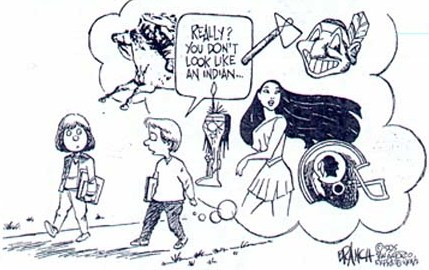 REALLY?
YOU DON'T
LOOK LIKE
AN INDIAN...
BRANCH